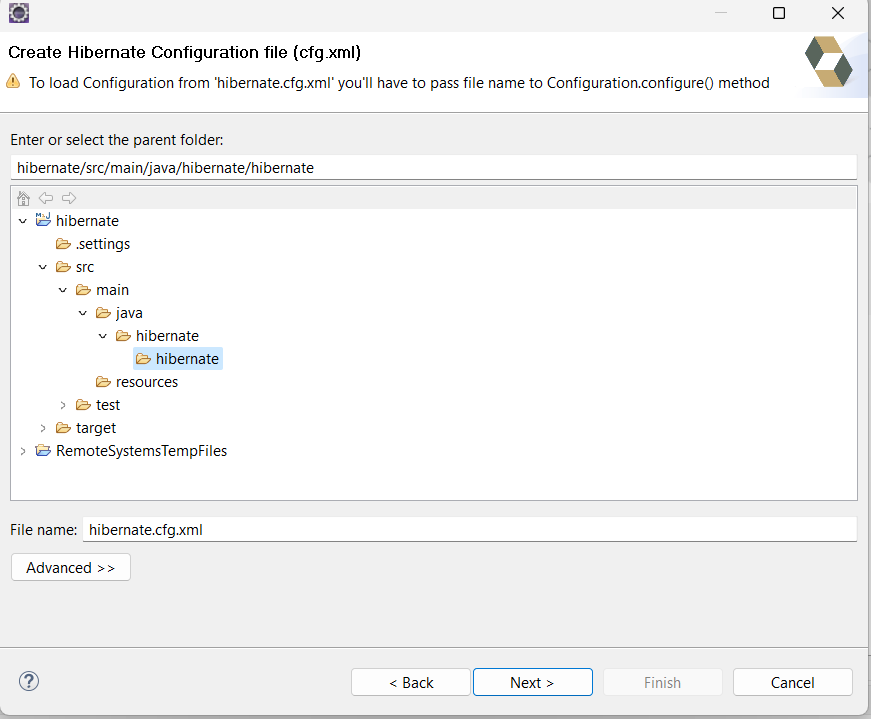 Create Hibernate Configuration file (cfg.xml)
To load Configuration from 'hibernate.cfg.xml' you'll have to pass file name to Configuration.configure() method
Enter or select the parent folder:
hibernate/src/main/java/hibernate/hibernate
hibernate
.settings
src
main
java
hibernate
hibernate
resources
test
target
RemoteSystemsTempFiles
File name: hibernate.cfg.xml
Advanced >>
< Back Next > Finish Cancel